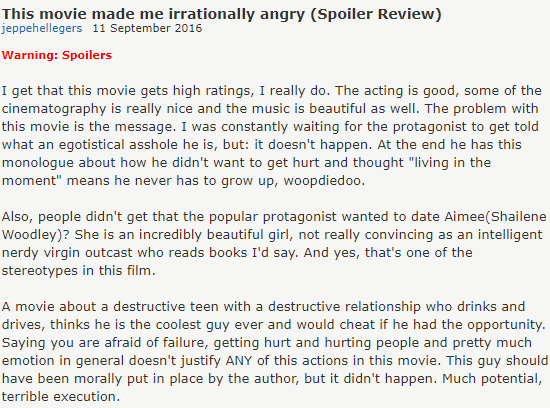 This movie made me irrationally angry (Spoiler Review)
jeppehellegers 11 September 2016
Warning: Spoilers
I get that this movie gets high ratings, I really do. The acting is good, some of the
cinematography is really nice and the music is beautiful as well. The problem with
this movie is the message. I was constantly waiting for the protagonist to get told
what an egotistical asshole he is, but: it doesn't happen. At the end he has this
monologue about how he didn't want to get hurt and thought "living in the
moment" means he never has to grow up, woopdiedoo.
Also, people didn't get that the popular protagonist wanted to date Aimee(Shailene
Woodley)? She is an incredibly beautiful girl, not really convincing as an intelligent
nerdy virgin outcast who reads books I'd say. And yes, that's one of the
stereotypes in this film.
A movie about a destructive teen with a destructive relationship who drinks and
drives, thinks he is the coolest guy ever and would cheat if he had the opportunity.
Saying you are afraid of failure, getting hurt and hurting people and pretty much
emotion in general doesn't justify ANY of this actions in this movie. This guy should
have been morally put in place by the author, but it didn't happen. Much potential,
terrible execution.